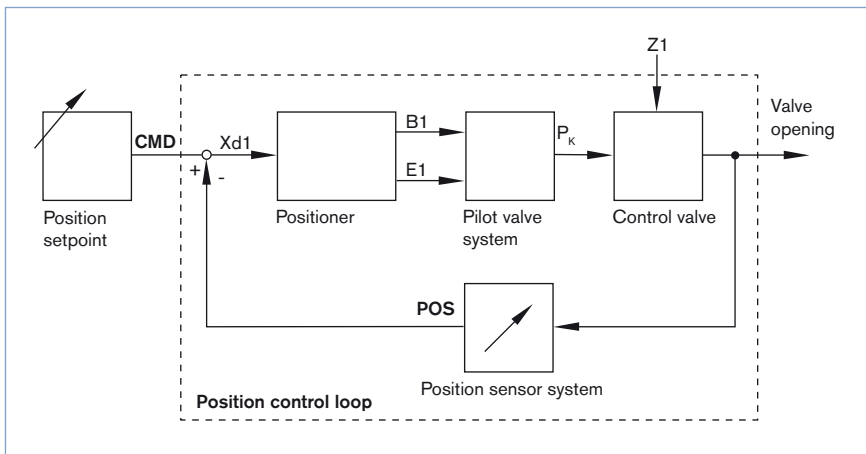 Z1
Valve
opening
CMD
Xd1
B1
E1
P_K
+
-
Position
setpoint
Positioner
Pilot valve
system
Control valve
POS
Position sensor system
Position control loop